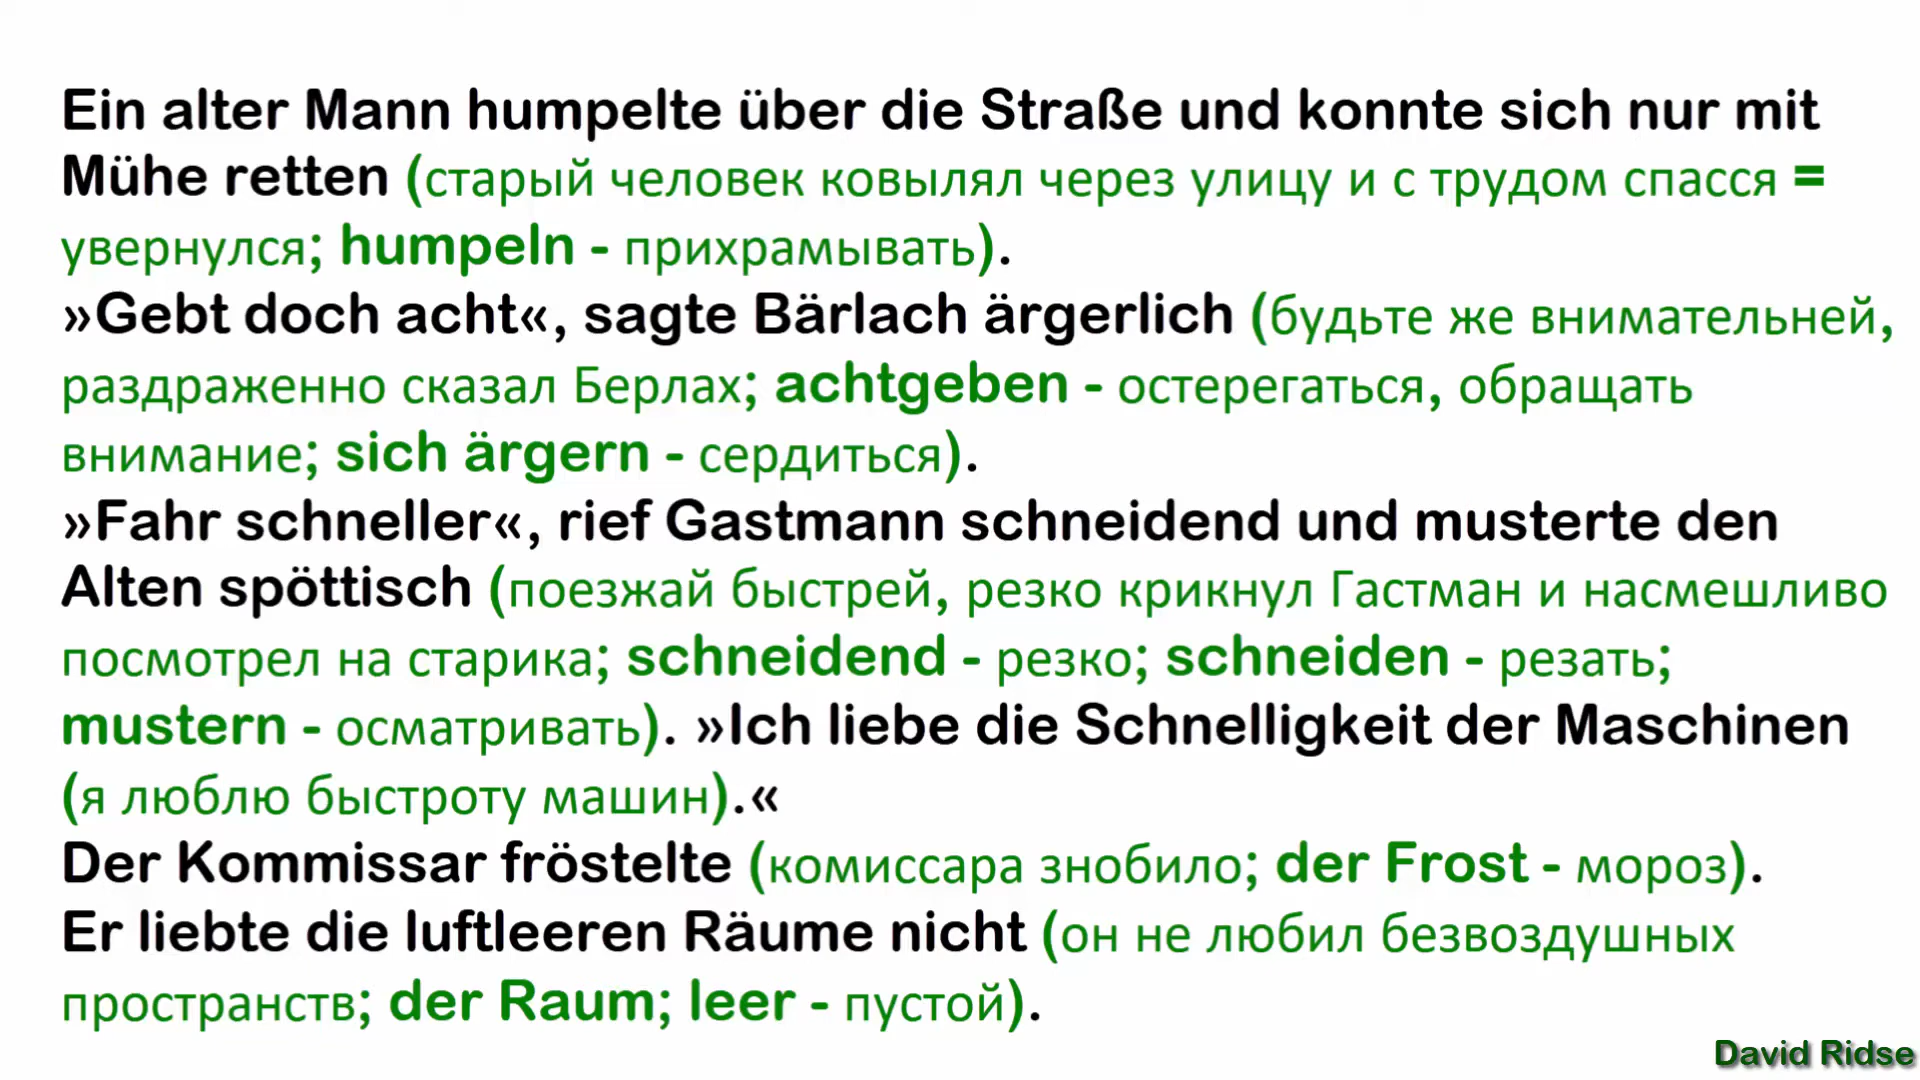 Ein alter Mann humpelte über die Straße und konnte sich nur mit
Mühe retten (старый человек ковылял через улицу и с трудом спасся =
увернулся; humpeln - прихрамывать).
»Gebt doch acht«, sagte Bärlach ärgerlich (будьте же внимательней,
раздраженно сказал Берлах; achtgeben - остерегаться, обращать
внимание; sich ärgern - сердиться).
»Fahr schneller«, rief Gastmann schneidend und musterte den
Alten spöttisch (поезжай быстрей, резко крикнул Гастман и насмешливо
посмотрел на старика; schneidend - резко; schneiden - резать;
mustern - осматривать). »Ich liebe die Schnelligkeit der Maschinen
(я люблю быстроту машин).«
Der Kommissar fröstelte (комиссара знобило; der Frost - мороз).
Er liebte die luftleeren Räume nicht (он не любил безвоздушных
пространств; der Raum; leer - пустой).
David Ridse